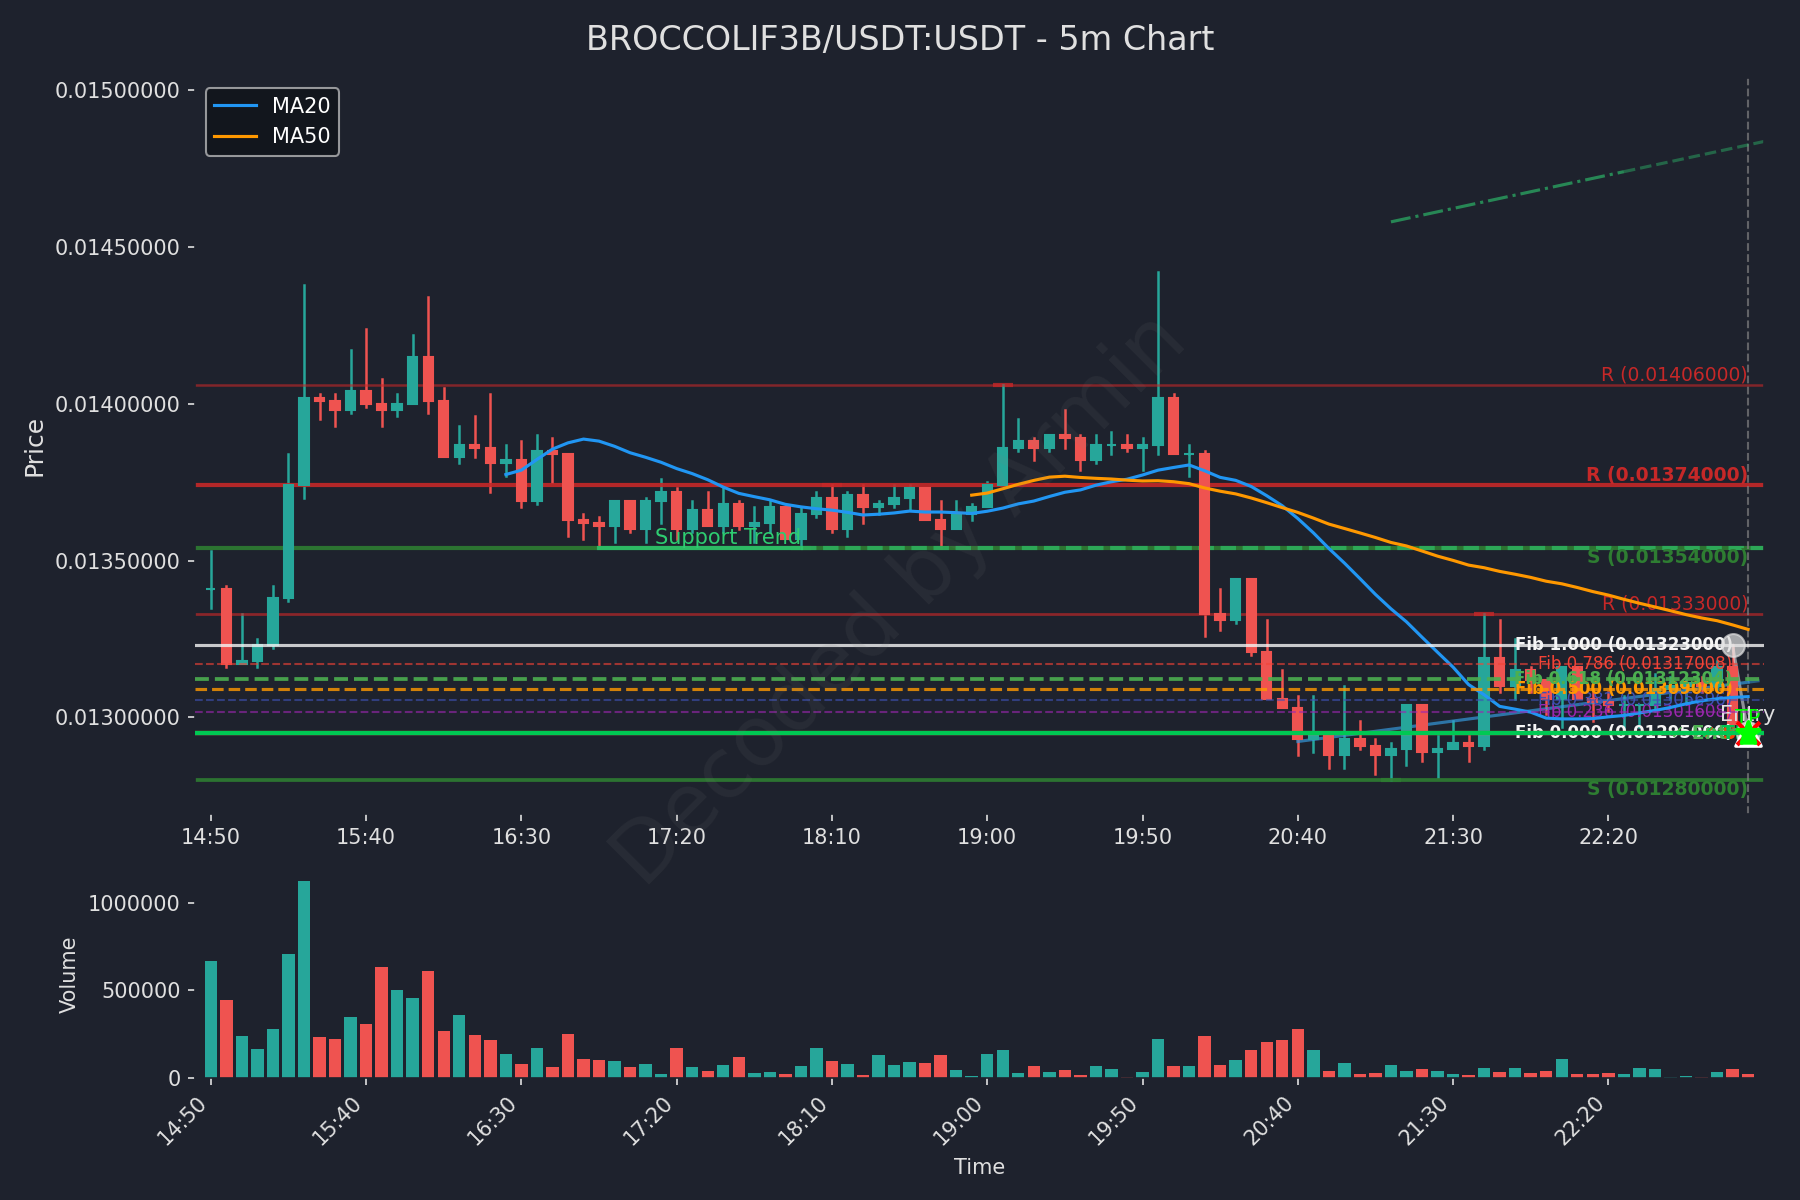 BROCCOLIF3B/USDT:USDT - 5m Chart
MA20
MA50
Price
0.01500000
0.01450000
0.01400000
0.01350000
0.01300000
R (0.01406000)
R (0.01374000)
Support Trend
S (0.01354000)
R (0.01333000)
Fib 1.000 (0.01323000)
Fib 0.786 (0.01317008)
Fib 0.618 (0.01312304)
Fib 0.500 (0.01309000)
Fib 0.236 (0.01301608)
Entry
Fib 0.000 (0.01295000)
S (0.01280000)
Decoded by Armin
14:50 15:40 16:30 17:20 18:10 19:00 19:50 20:40 21:30 22:20
Volume
1000000
500000
0
14:50 15:40 16:30 17:20 18:10 19:00 19:50 20:40 21:30 22:20
Time